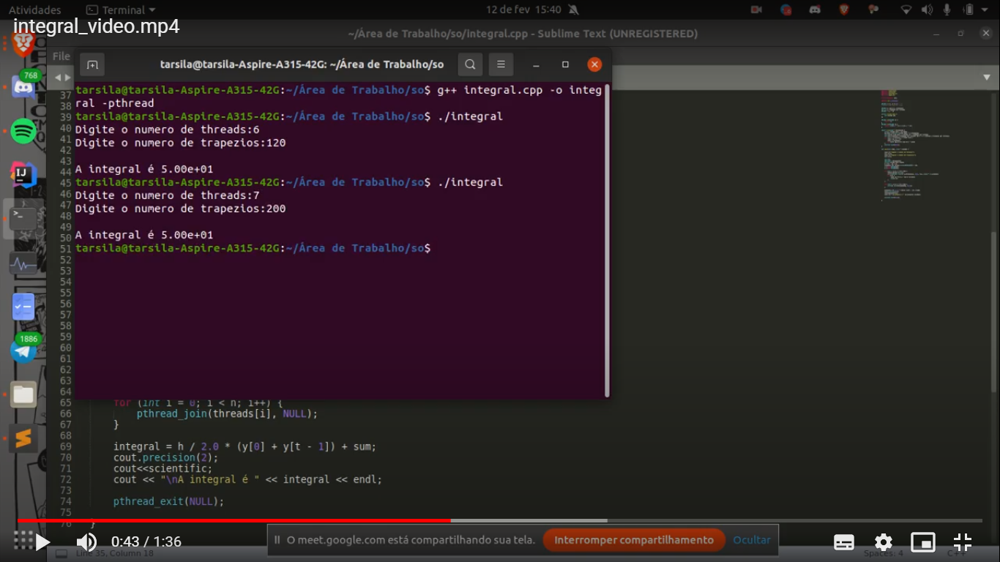 Atividades
Terminal
12 de fev 15:40
integral_video.mp4
~/Área de Trabalho/so/integral.cpp - Sublime Text (UNREGISTERED)
File
tarsila@tarsila-Aspire-A315-42G: ~/Área de Trabalho/so
768
tarsila@tarsila-Aspire-A315-42G:~/Área de Trabalho/so$ g++ integral.cpp -o integ
ral -pthread
tarsila@tarsila-Aspire-A315-42G:~/Área de Trabalho/so$ ./integral
Digite o numero de threads:6
Digite o numero de trapezios:120
A integral é 5.00e+01
tarsila@tarsila-Aspire-A315-42G:~/Área de Trabalho/so$ ./integral
Digite o numero de threads:7
Digite o numero de trapezios:200
A integral é 5.00e+01
tarsila@tarsila-Aspire-A315-42G:~/Área de Trabalho/so$
IJ
1886
37
38
39
40
41
42
43
44
45
46
47
48
49
50
51
52
53
54
55
56
57
58
59
60
61
62
63
64
65 for (int i = 0; i < n; i++) {
66 pthread_join(threads[i], NULL);
67 }
68
69 integral = h / 2.0 * (y[0] + y[t - 1]) + sum;
70 cout.precision(2);
71 cout<<scientific;
72 cout << "\nA integral é " << integral << endl;
73
74 pthread_exit(NULL);
75
76 }
0:43 / 1:36
O meet.google.com está compartilhando sua tela.
Interromper compartilhamento
Ocultar
Line 35, Column 18
Spaces: 4
C++